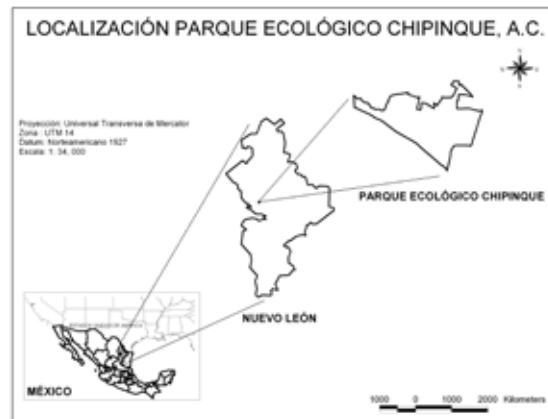 LOCALIZACIÓN PARQUE ECOLÓGICO CHIPINQUE, A.C.
Proyección: Universal Transversa de Mercator
Zona : UTM 14
Datum: Norteamericano 1927
Escala: 1: 34, 000
PARQUE ECOLÓGICO CHIPINQUE
NUEVO LEÓN
MÉXICO
1000 0 1000 2000 Kilometers